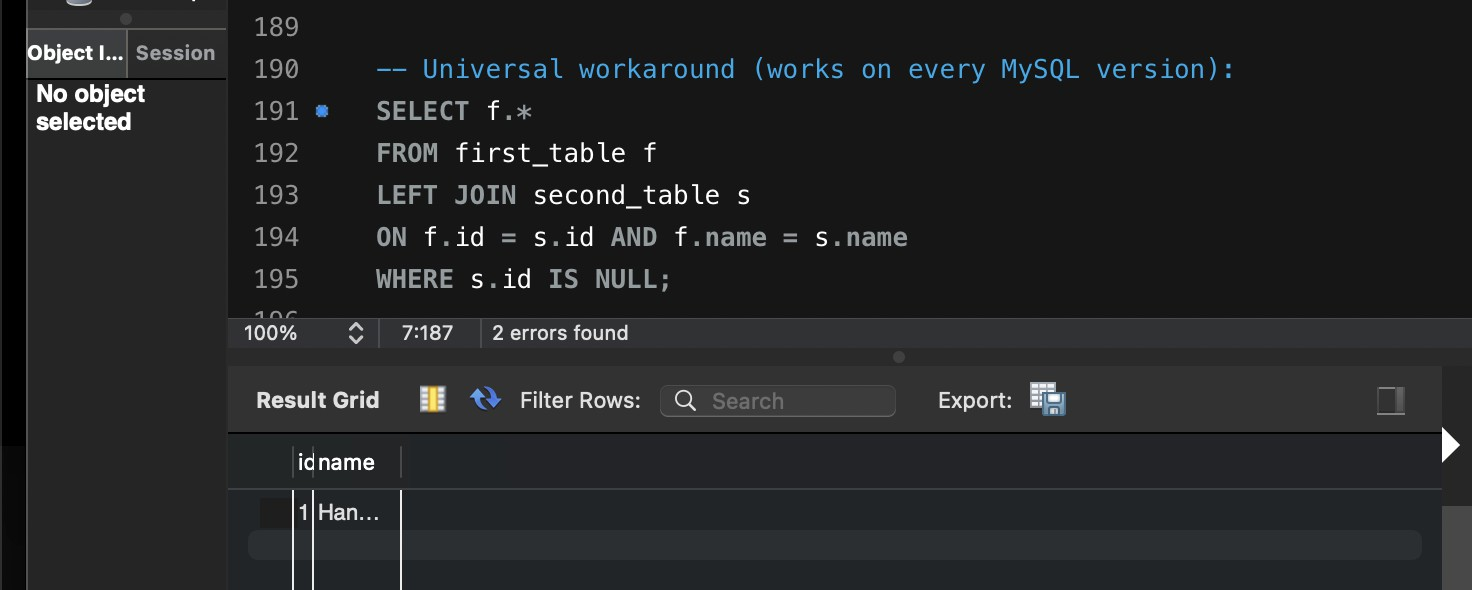 Object I... Session
No object
selected
189
190 -- Universal workaround (works on every MySQL version):
191 SELECT f.*
192 FROM first_table f
193 LEFT JOIN second_table s
194 ON f.id = s.id AND f.name = s.name
195 WHERE s.id IS NULL;
196
100% 7:187 2 errors found
Result Grid Filter Rows: Search Export:
id name
1 Han...